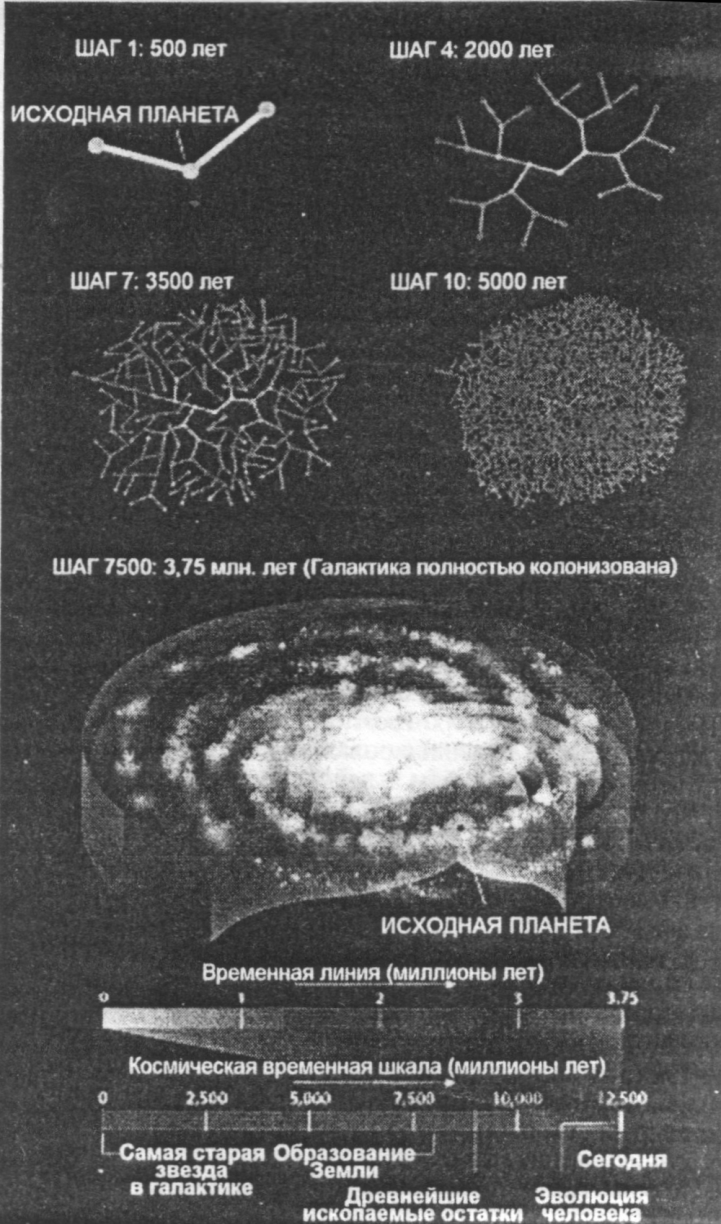 ШАГ 1: 500 лет
ШАГ 4: 2000 лет
ИСХОДНАЯ ПЛАНЕТА
ШАГ 7: 3500 лет
ШАГ 10: 5000 лет
ШАГ 7500: 3,75 млн. лет (Галактика полностью колонизована)
ИСХОДНАЯ ПЛАНЕТА
Временная линия (миллионы лет)
0 1 2 3 3.75
Космическая временная шкала (миллионы лет)
0 2,500 5,000 7,500 10,000 12,500
Самая старая
звезда
в галактике
Образование
Земли
Древнейшие
ископаемые остатки
Эволюция
человека
Сегодня